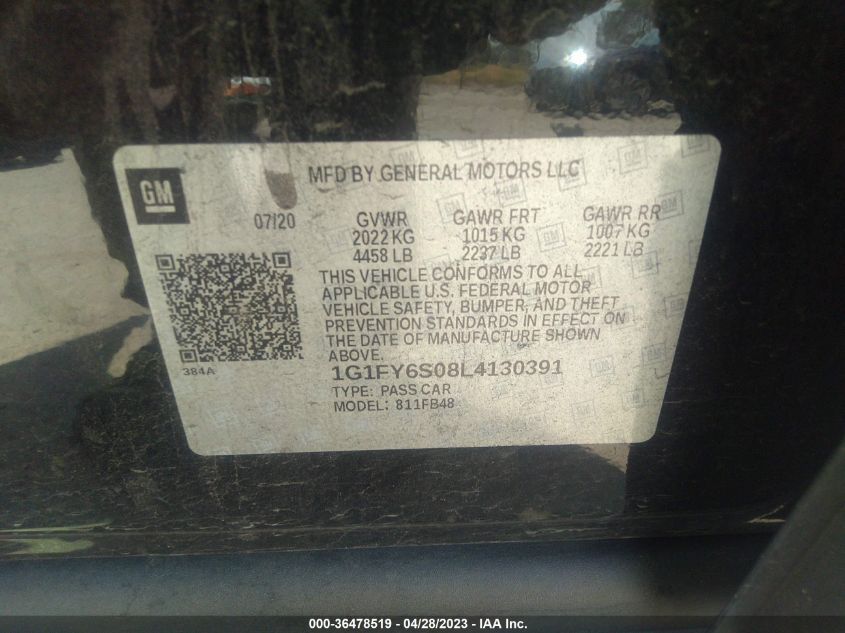 MFD BY GENERAL MOTORS LLC
GM
07/20
GVWR GAWR FRT GAWR RR
2022 KG 1015 KG 1007 KG
4458 LB 2237 LB 2221 LB
THIS VEHICLE CONFORMS TO ALL
APPLICABLE U.S. FEDERAL MOTOR
VEHICLE SAFETY, BUMPER, AND THEFT
PREVENTION STANDARDS IN EFFECT ON
THE DATE OF MANUFACTURE SHOWN
ABOVE.
384A
1G1FY6S08L4130391
TYPE: PASS CAR
MODEL: 811FB48
000-36478519 - 04/28/2023 - IAA Inc.